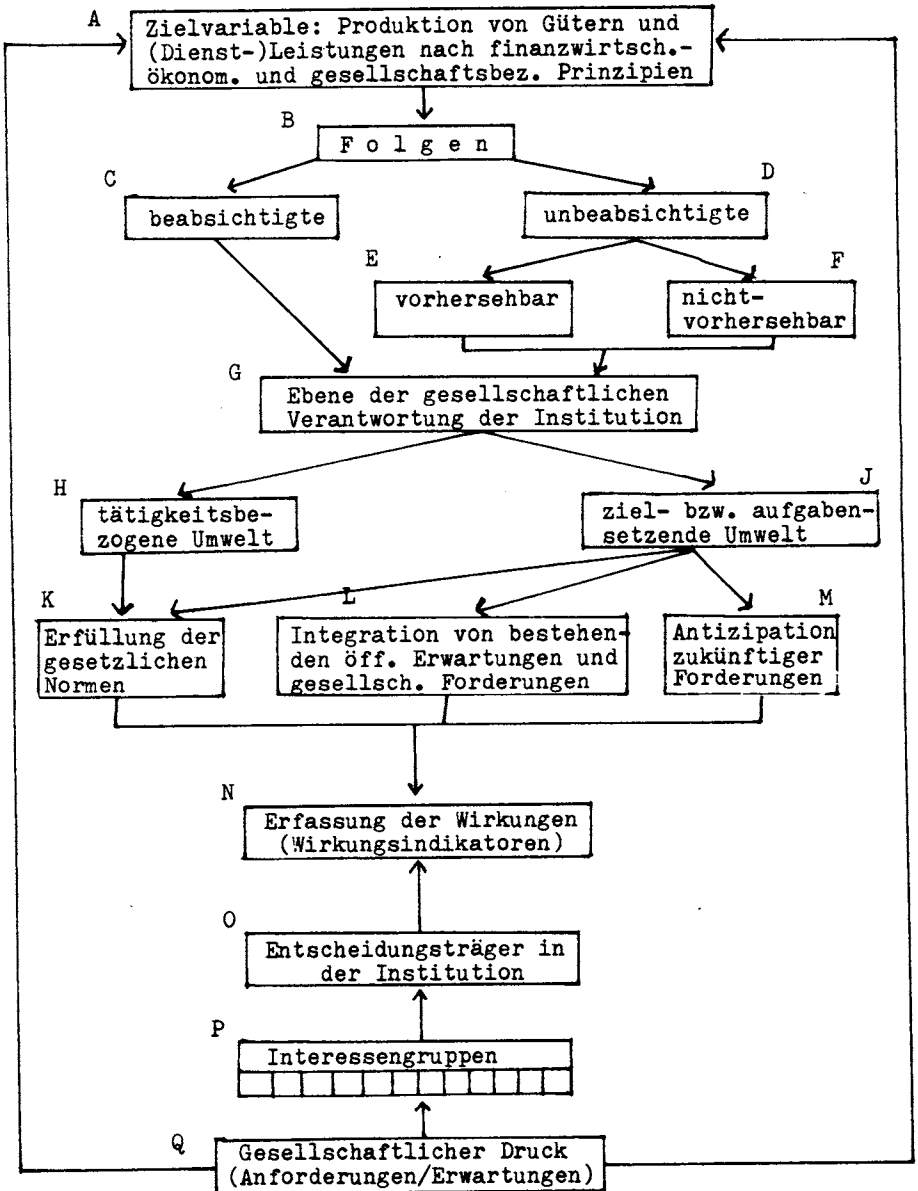 A
Zielvariable: Produktion von Gütern und
(Dienst-)Leistungen nach finanzwirtsch.-
ökonom. und gesellschaftsbez. Prinzipien
B
F o l g e n
C
beabsichtigte
D
unbeabsichtigte
E
vorhersehbar
F
nicht-
vorhersehbar
G
Ebene der gesellschaftlichen
Verantwortung der Institution
H
tätigkeitsbe-
zogene Umwelt
J
ziel- bzw. aufgaben-
setzende Umwelt
K
Erfüllung der
gesetzlichen
Normen
L
Integration von bestehen-
den öff. Erwartungen und
gesellsch. Forderungen
M
Antizipation
zukünftiger
Forderungen
N
Erfassung der Wirkungen
(Wirkungsindikatoren)
O
Entscheidungsträger in
der Institution
P
Interessengruppen
Q
Gesellschaftlicher Druck
(Anforderungen/Erwartungen)